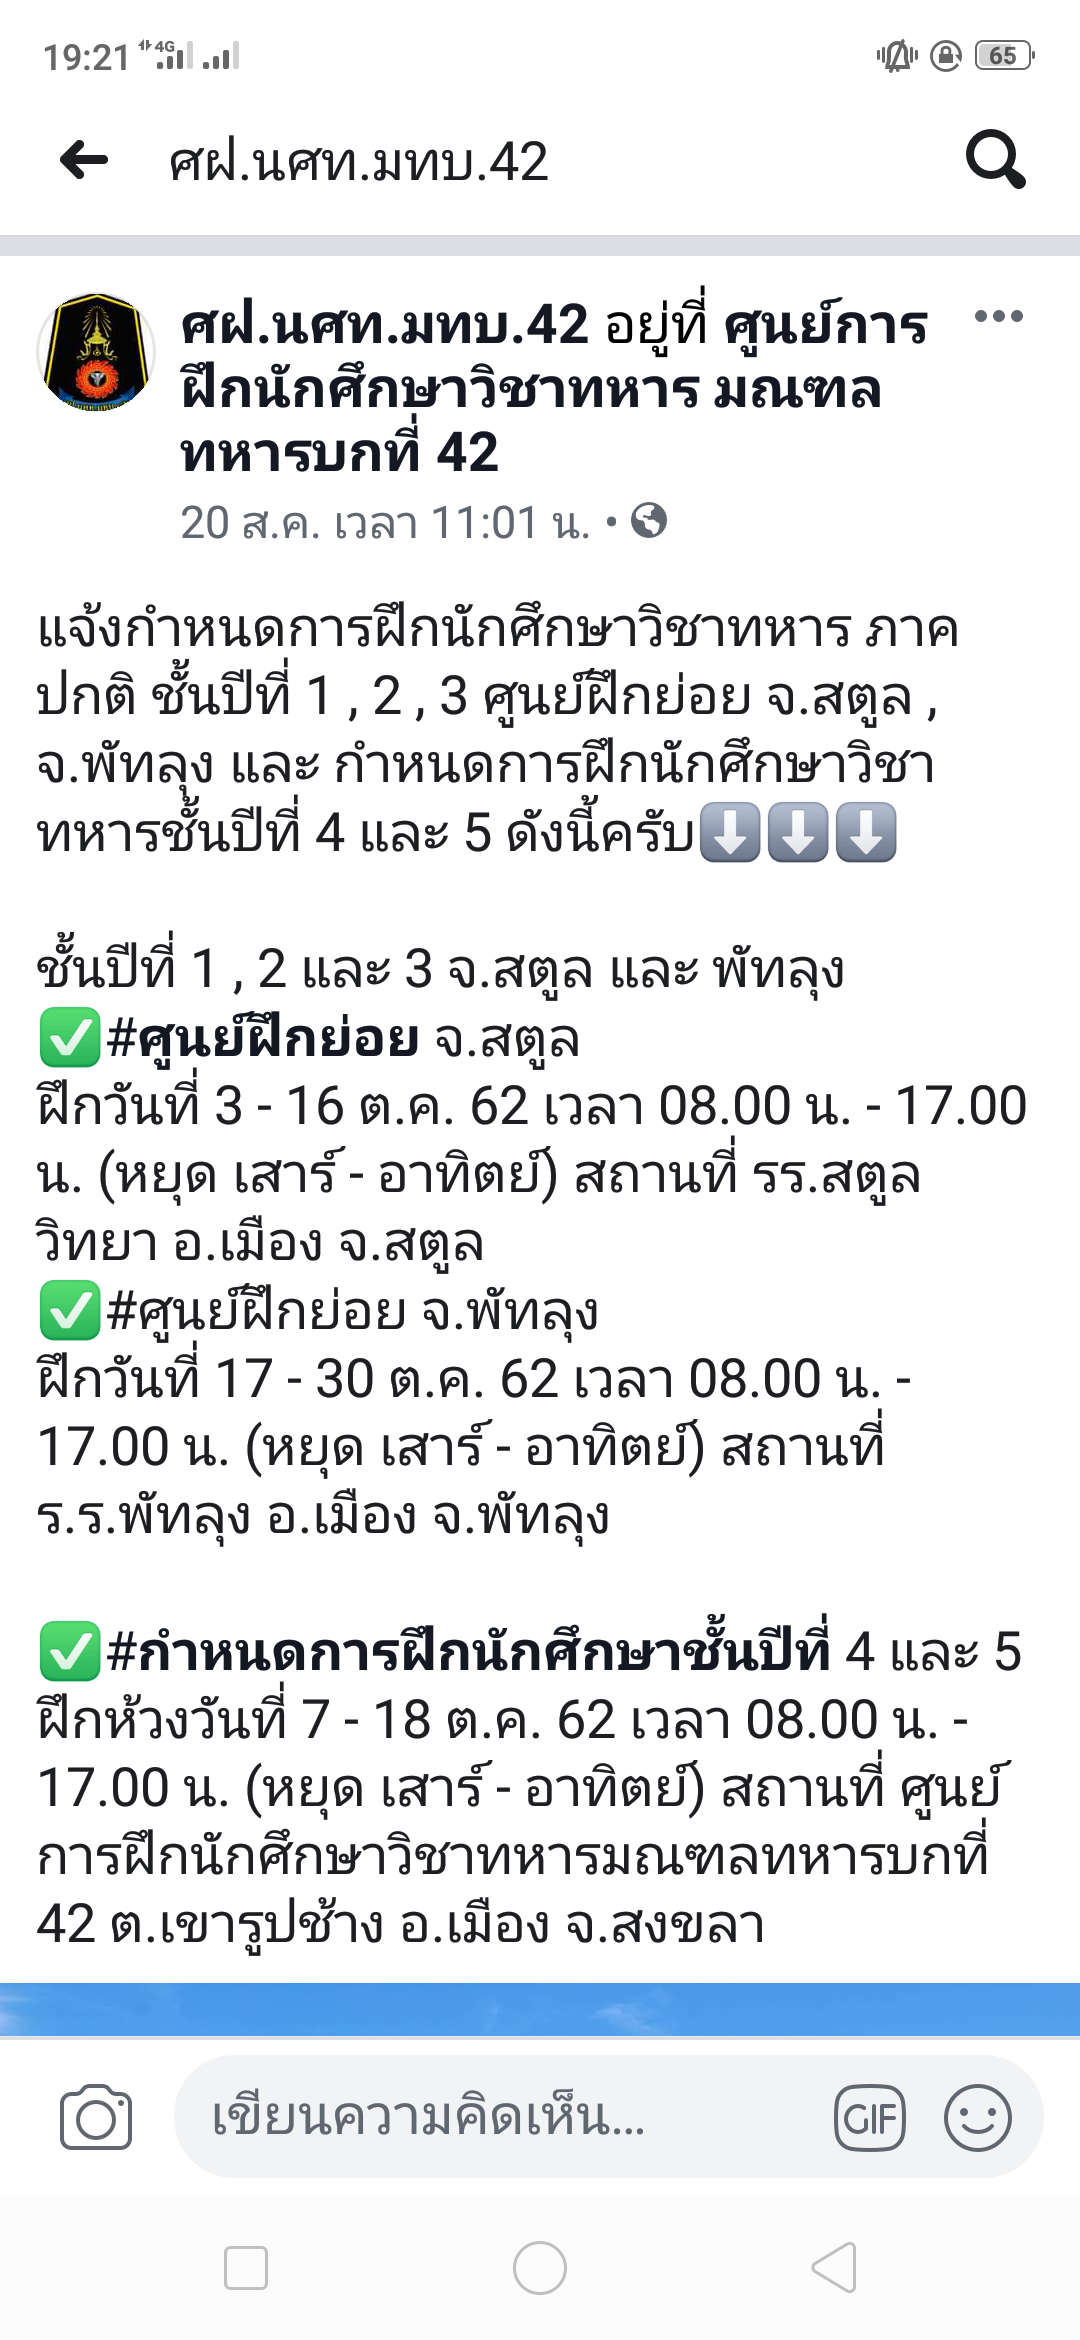 19:21 4G 65
ศฝ.นศท.มทบ.42
ศฝ.นศท.มทบ.42 อยู่ที่ ศูนย์การ
ฝึกนักศึกษาวิชาทหาร มณฑล
ทหารบกที่ 42
20 ส.ค. เวลา 11:01 น. •
แจ้งกำหนดการฝึกนักศึกษาวิชาทหาร ภาค
ปกติ ชั้นปีที่ 1 , 2 , 3 ศูนย์ฝึกย่อย จ.สตูล ,
จ.พัทลุง และ กำหนดการฝึกนักศึกษาวิชา
ทหารชั้นปีที่ 4 และ 5 ดังนี้ครับ⬇️⬇️⬇️
ชั้นปีที่ 1 , 2 และ 3 จ.สตูล และ พัทลุง
✅#ศูนย์ฝึกย่อย จ.สตูล
ฝึกวันที่ 3 - 16 ต.ค. 62 เวลา 08.00 น. - 17.00
น. (หยุด เสาร์ - อาทิตย์) สถานที่ รร.สตูล
วิทยา อ.เมือง จ.สตูล
✅#ศูนย์ฝึกย่อย จ.พัทลุง
ฝึกวันที่ 17 - 30 ต.ค. 62 เวลา 08.00 น. -
17.00 น. (หยุด เสาร์ - อาทิตย์) สถานที่
ร.ร.พัทลุง อ.เมือง จ.พัทลุง
✅#กำหนดการฝึกนักศึกษาชั้นปีที่ 4 และ 5
ฝึกห้วงวันที่ 7 - 18 ต.ค. 62 เวลา 08.00 น. -
17.00 น. (หยุด เสาร์ - อาทิตย์) สถานที่ ศูนย์
การฝึกนักศึกษาวิชาทหารมณฑลทหารบกที่
42 ต.เขารูปช้าง อ.เมือง จ.สงขลา
เขียนความคิดเห็น... GIF